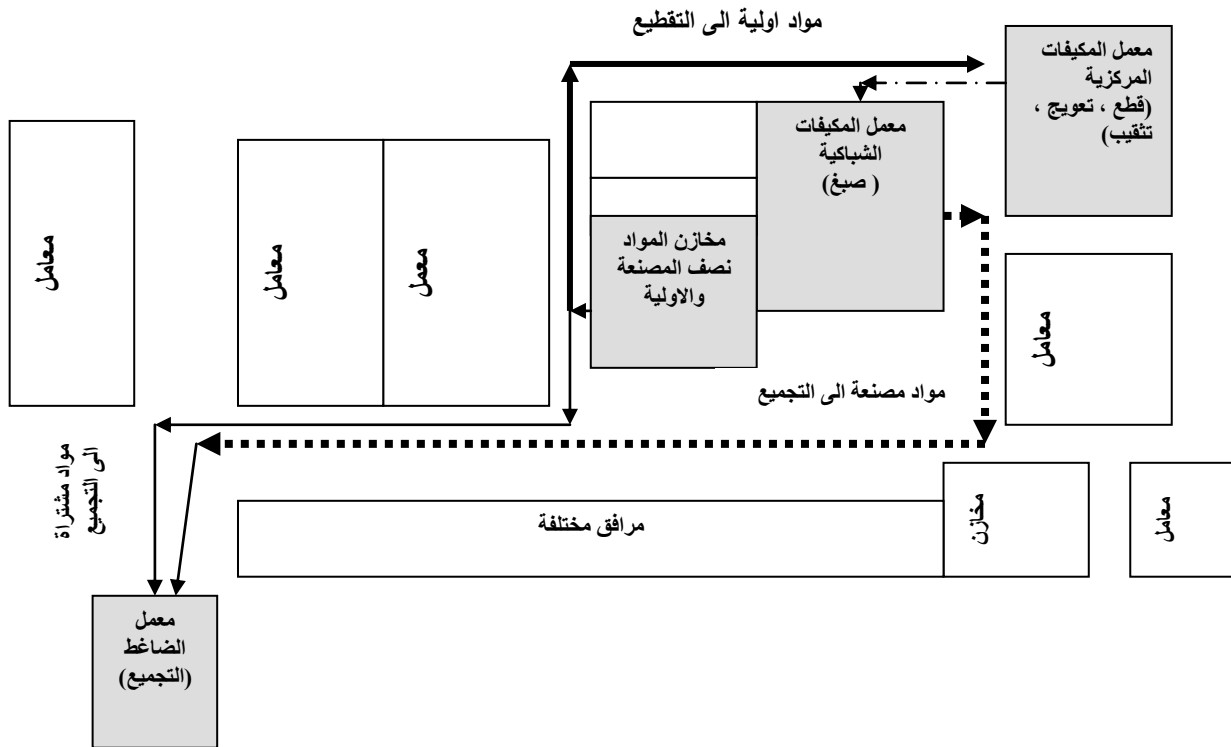 مواد اولية الى التقطيع
معمل المكيفات
المركزية
(قطع ، تعويج ،
تثقيب)
معمل المكيفات
الشباكية
( صبغ)
مخازن المواد
نصف المصنعة
والاولية
معامل
معامل
معمل
معامل
مواد مصنعة الى التجميع
مواد مشتراة
الى التجميع
مرافق مختلفة
مخازن
معامل
معمل
الضاغط
(التجميع)